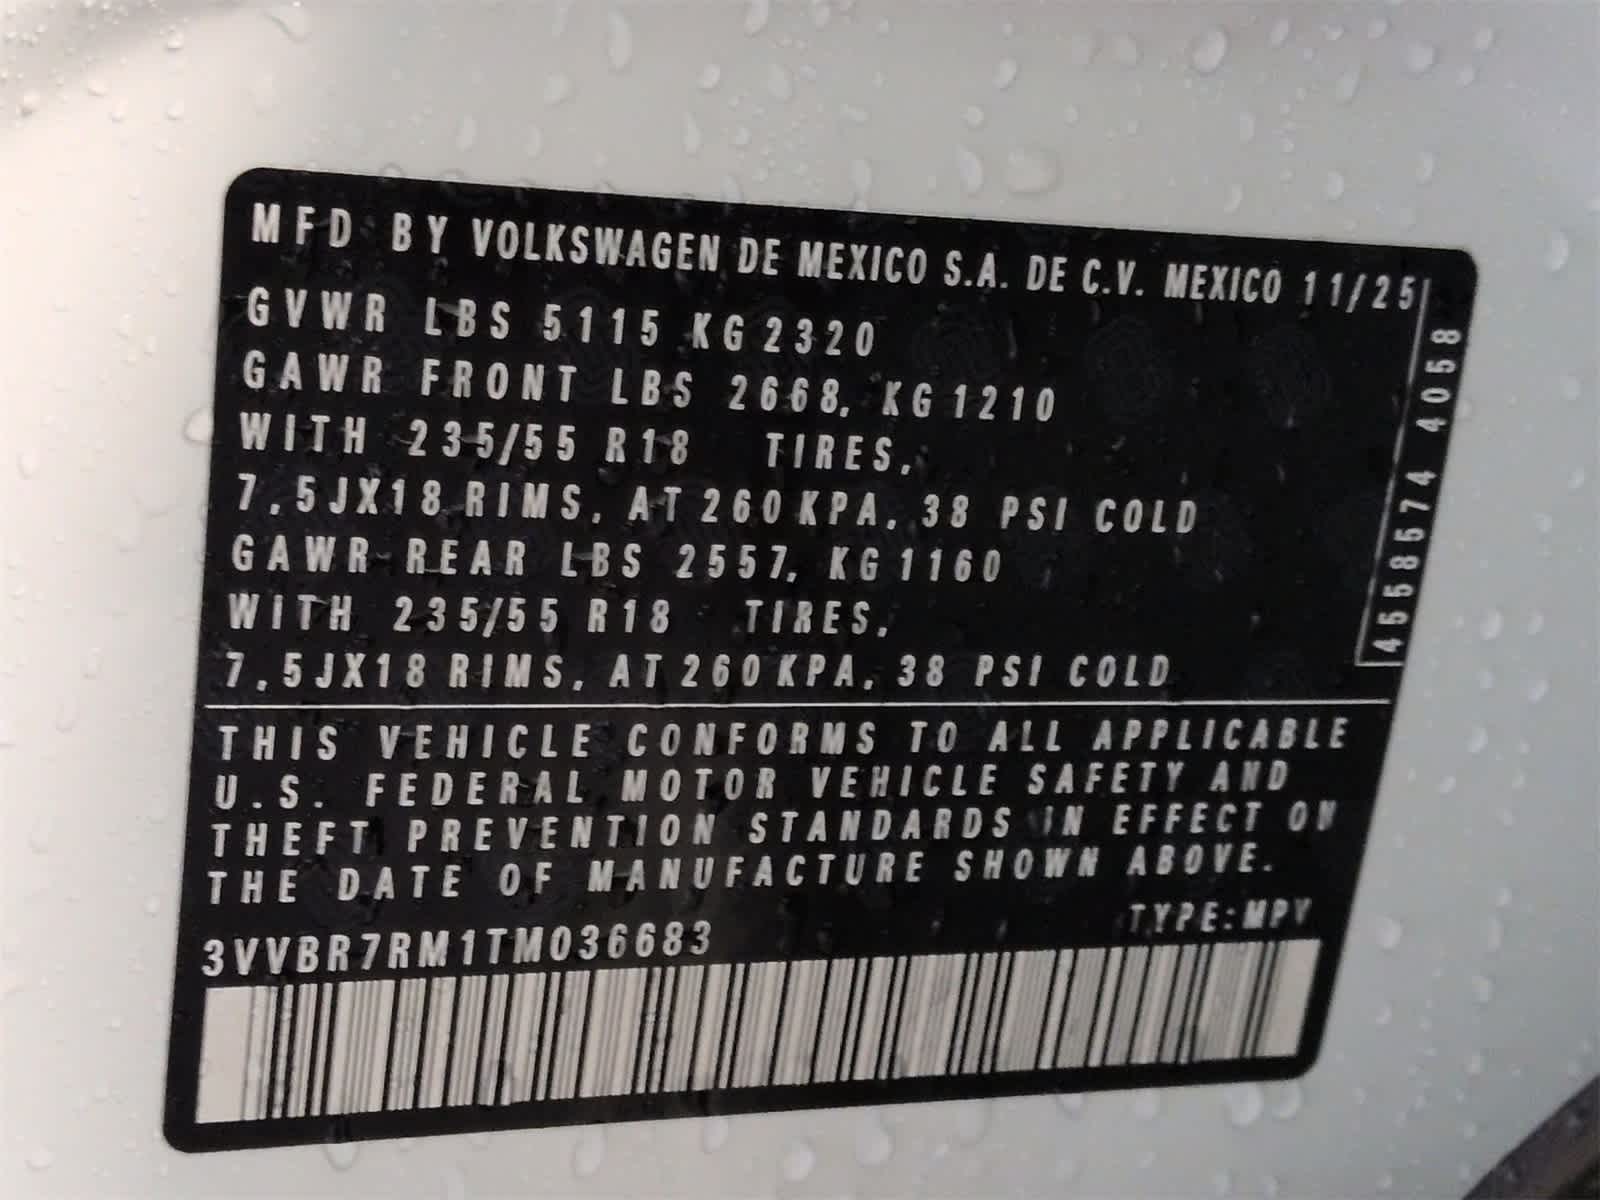 MFD BY VOLKSWAGEN DE MEXICO S.A. DE C.V. MEXICO 11/25
GVWR LBS 5115 KG 2320
GAWR FRONT LBS 2668, KG 1210
WITH 235/55 R18 TIRES,
7,5JX18 RIMS, AT 260 KPA, 38 PSI COLD
GAWR REAR LBS 2557, KG 1160
WITH 235/55 R18 TIRES,
7,5JX18 RIMS, AT 260 KPA, 38 PSI COLD
4558574 4058
THIS VEHICLE CONFORMS TO ALL APPLICABLE
U.S. FEDERAL MOTOR VEHICLE SAFETY AND
THEFT PREVENTION STANDARDS IN EFFECT ON
THE DATE OF MANUFACTURE SHOWN ABOVE.
TYPE: MPV
3VVBR7RM1TM036683